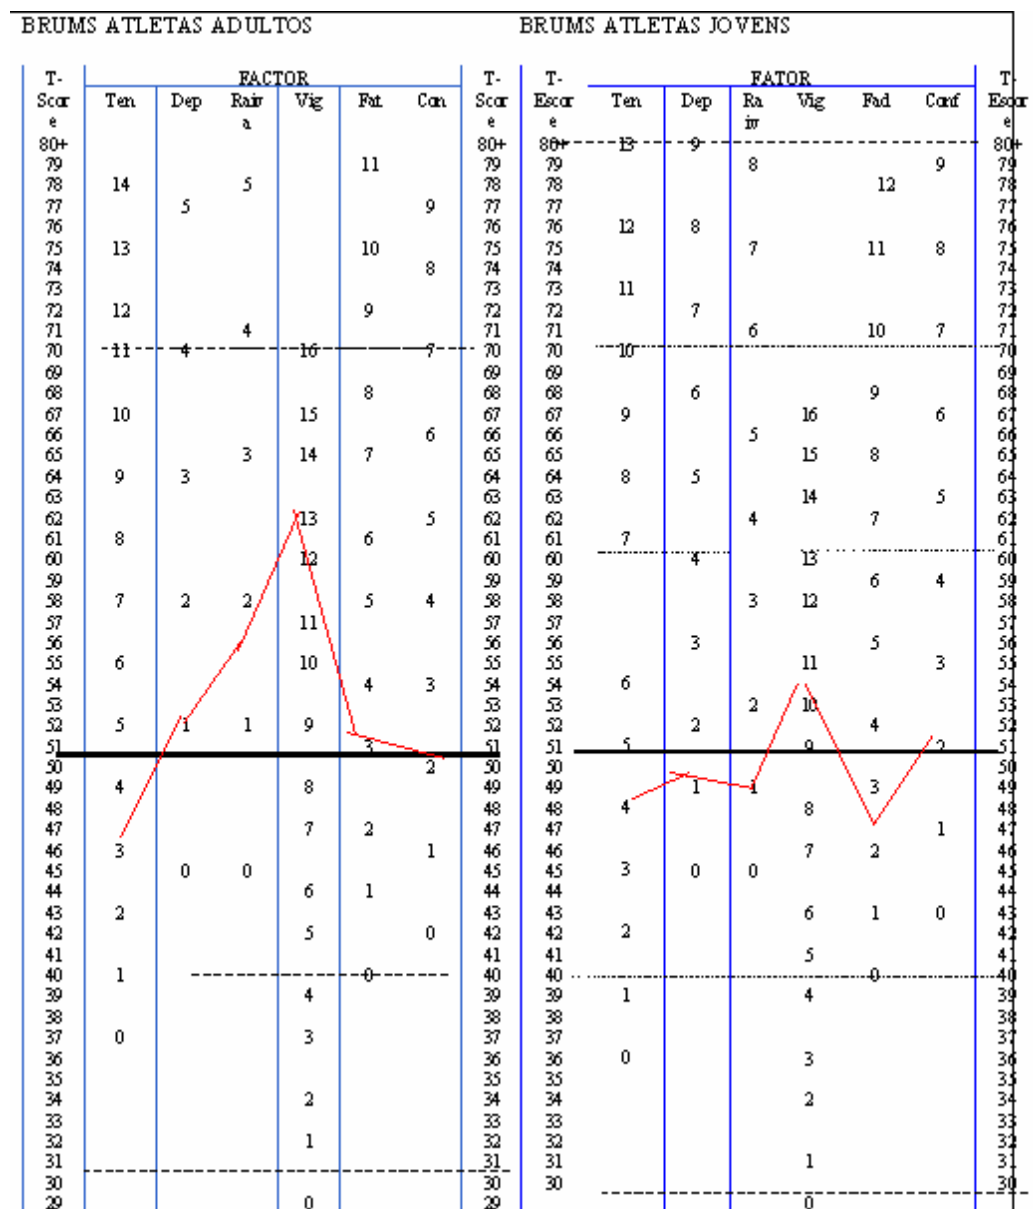 BRUMS ATLETAS ADULTOS
T- FACTOR T-
Scor Ten Dep Raiv Vig Fat Con Scor
e a e
80+ 80+
79 11 79
78 14 5 78
77 5 9 77
76 76
75 13 10 75
74 8 74
73 73
72 12 9 72
71 4 71
70 11 4 16 7 70
69 69
68 8 68
67 10 15 67
66 6 66
65 3 14 7 65
64 9 3 64
63 63
62 13 5 62
61 8 6 61
60 12 60
59 59
58 7 2 2 5 4 58
57 11 57
56 56
55 6 10 55
54 4 3 54
53 53
52 5 1 1 9 52
51 3 51
50 2 50
49 4 8 49
48 48
47 7 2 47
46 3 1 46
45 0 0 45
44 6 1 44
43 2 43
42 5 0 42
41 41
40 1 0 40
39 4 39
38 38
37 0 3 37
36 36
35 35
34 2 34
33 33
32 1 32
31 31
30 30
29 0 29
BRUMS ATLETAS JOVENS
T- FATOR T-
Escor Ten Dep Ra Vig Fad Conf Escor
e iv e
80+ 13 9 80+
79 8 9 79
78 12 78
77 77
76 12 8 76
75 7 11 8 75
74 74
73 11 73
72 7 72
71 6 10 7 71
70 10 70
69 69
68 6 9 68
67 9 16 6 67
66 5 66
65 15 8 65
64 8 5 64
63 14 5 63
62 4 7 62
61 7 61
60 4 13 60
59 6 4 59
58 3 12 58
57 57
56 3 5 56
55 11 3 55
54 6 54
53 2 10 53
52 2 4 52
51 5 9 2 51
50 50
49 1 1 3 49
48 4 8 48
47 1 47
46 7 2 46
45 3 0 0 45
44 44
43 6 1 0 43
42 2 42
41 5 41
40 0 40
39 1 4 39
38 38
37 37
36 0 3 36
35 35
34 2 34
33 33
32 32
31 1 31
30 30
0